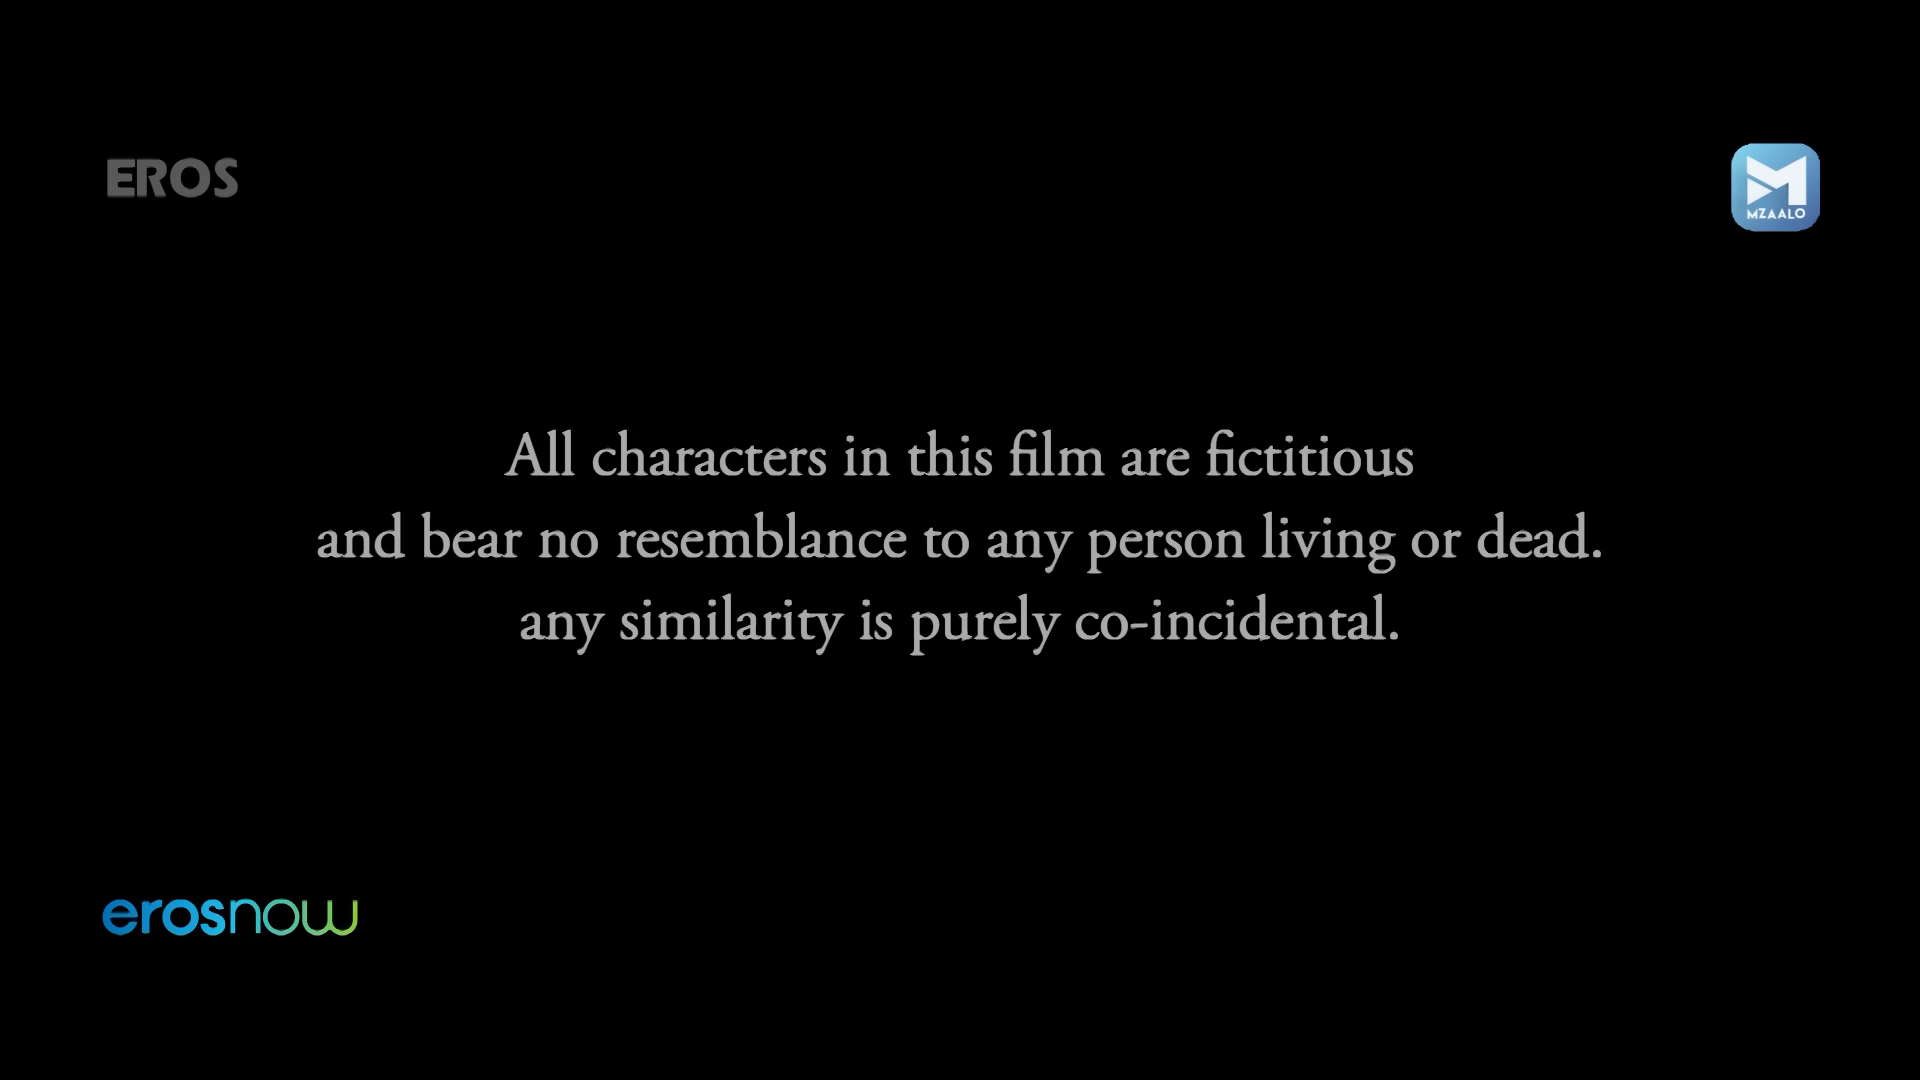 EROS
MZAALO
All characters in this film are fictitious
and bear no resemblance to any person living or dead.
any similarity is purely co-incidental.
erosnow